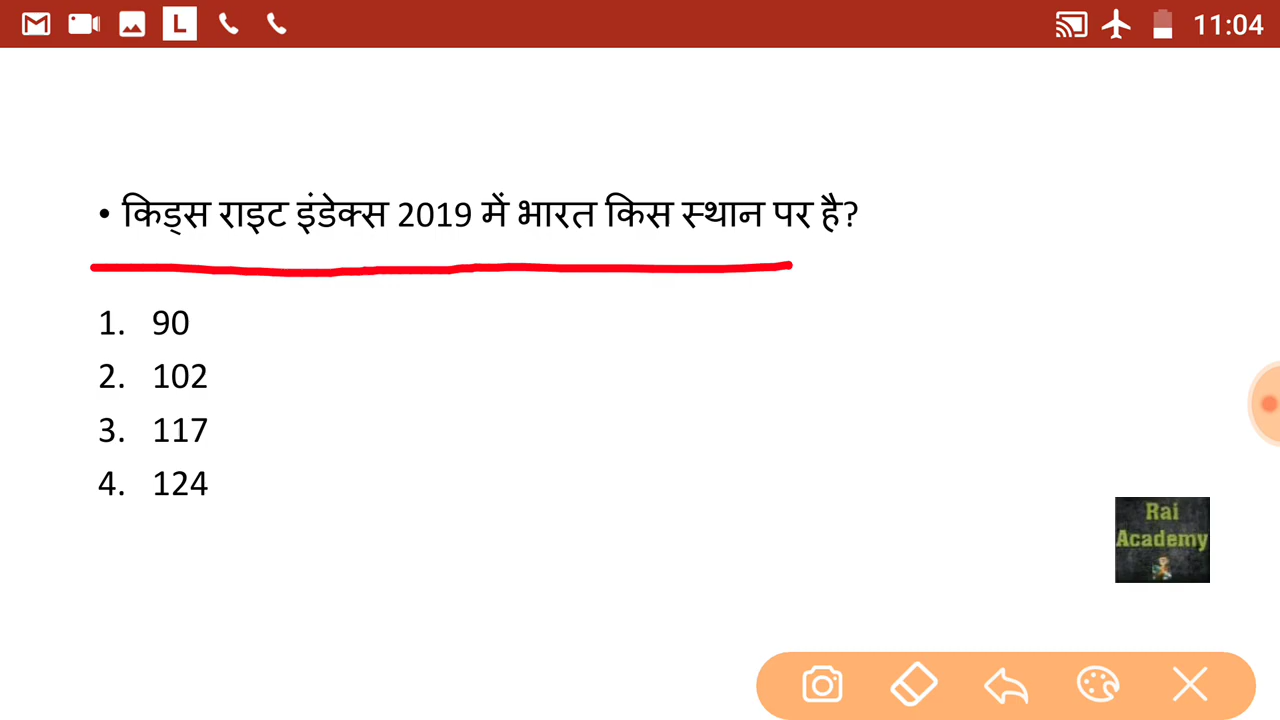 L
11:04
• किड्स राइट इंडेक्स 2019 में भारत किस स्थान पर है?
1. 90
2. 102
3. 117
4. 124
Rai
Academy